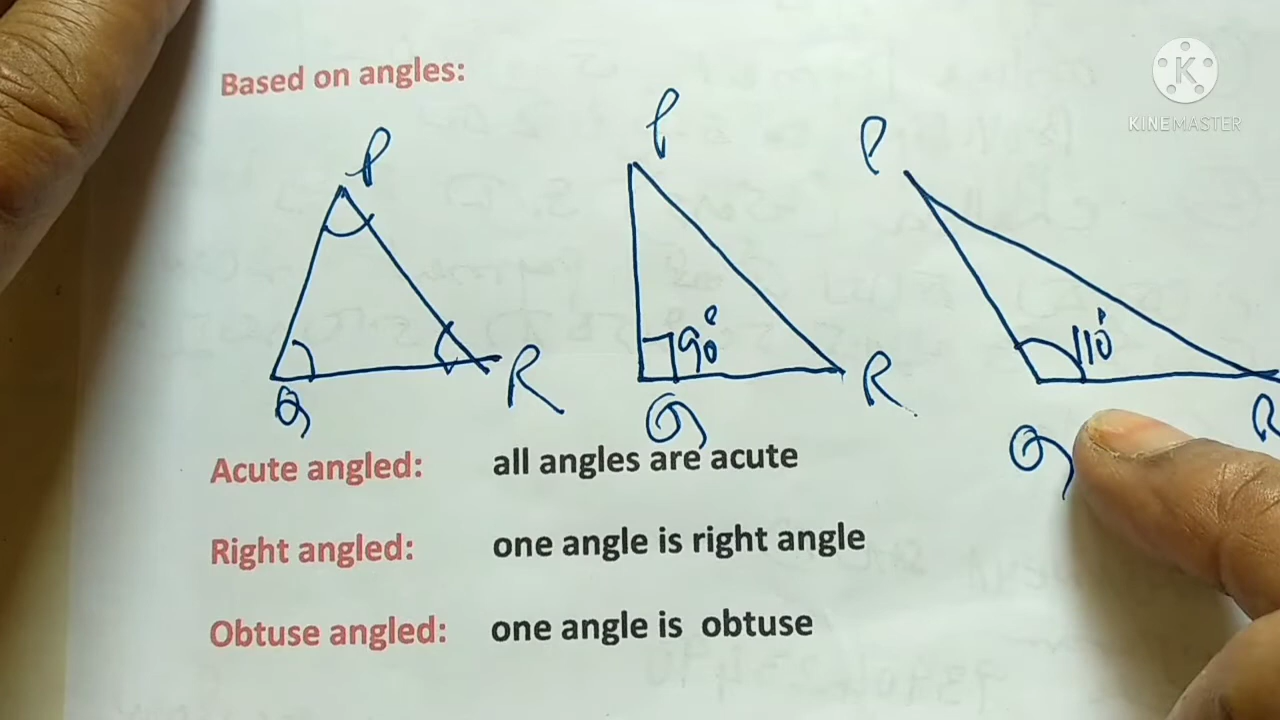 Based on angles:
P P P
90° 110°
Q R Q R Q R
Acute angled: all angles are acute
Right angled: one angle is right angle
Obtuse angled: one angle is obtuse
K
KINEMASTER